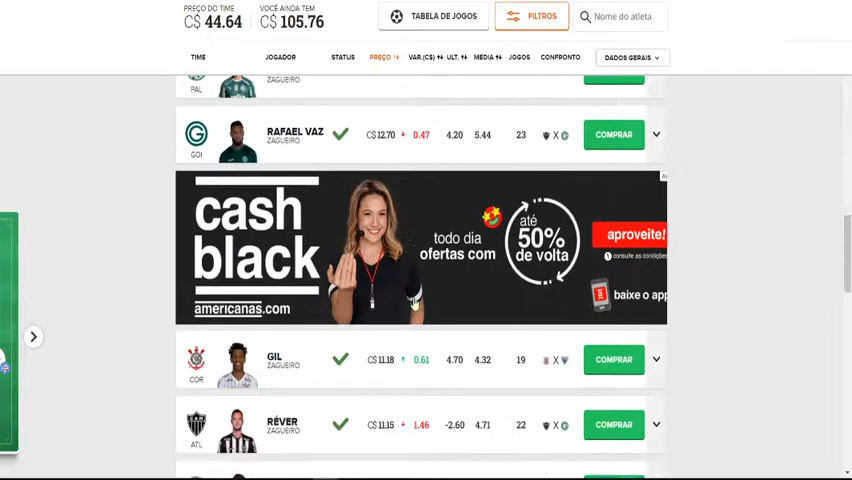 PREÇO DO TIME
C$ 44.64
VOCÊ AINDA TEM
C$ 105.76
TABELA DE JOGOS
FILTROS
Nome do atleta
TIME JOGADOR STATUS PREÇO VAR.(C$) ULT. MÉDIA JOGOS CONFRONTO DADOS GERAIS
PAL
ZAGUEIRO
GOI
RAFAEL VAZ
ZAGUEIRO
C$ 12.70 0.47 4.20 5.44 23 X COMPRAR
cash
black
americanas.com
todo dia
ofertas com
até
50%
de volta
aproveite!
consulte as condições
baixe o app
COR
GIL
ZAGUEIRO
C$ 11.18 0.61 4.70 4.32 19 X COMPRAR
CAM
ATL
RÉVER
ZAGUEIRO
C$ 11.15 1.46 -2.60 4.71 22 X COMPRAR